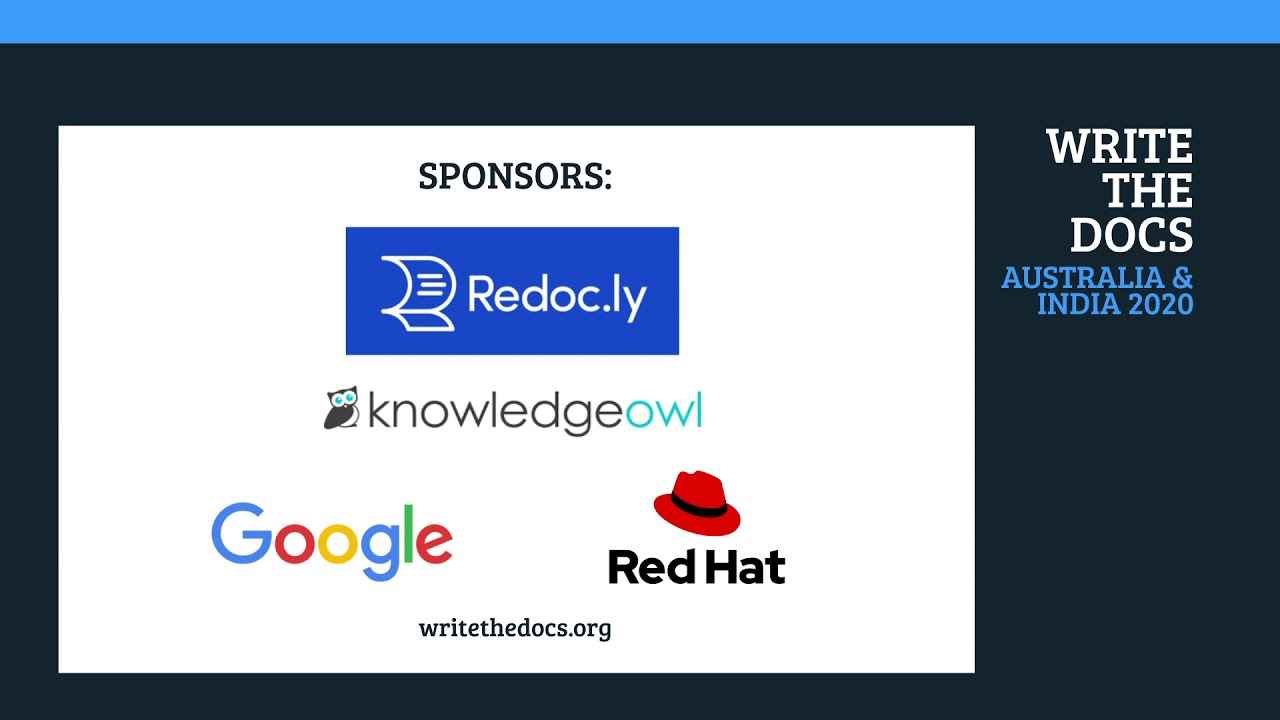 SPONSORS:
Redoc.ly
knowledgeowl
Google
Red Hat
writethedocs.org
WRITE
THE
DOCS
AUSTRALIA &
INDIA 2020